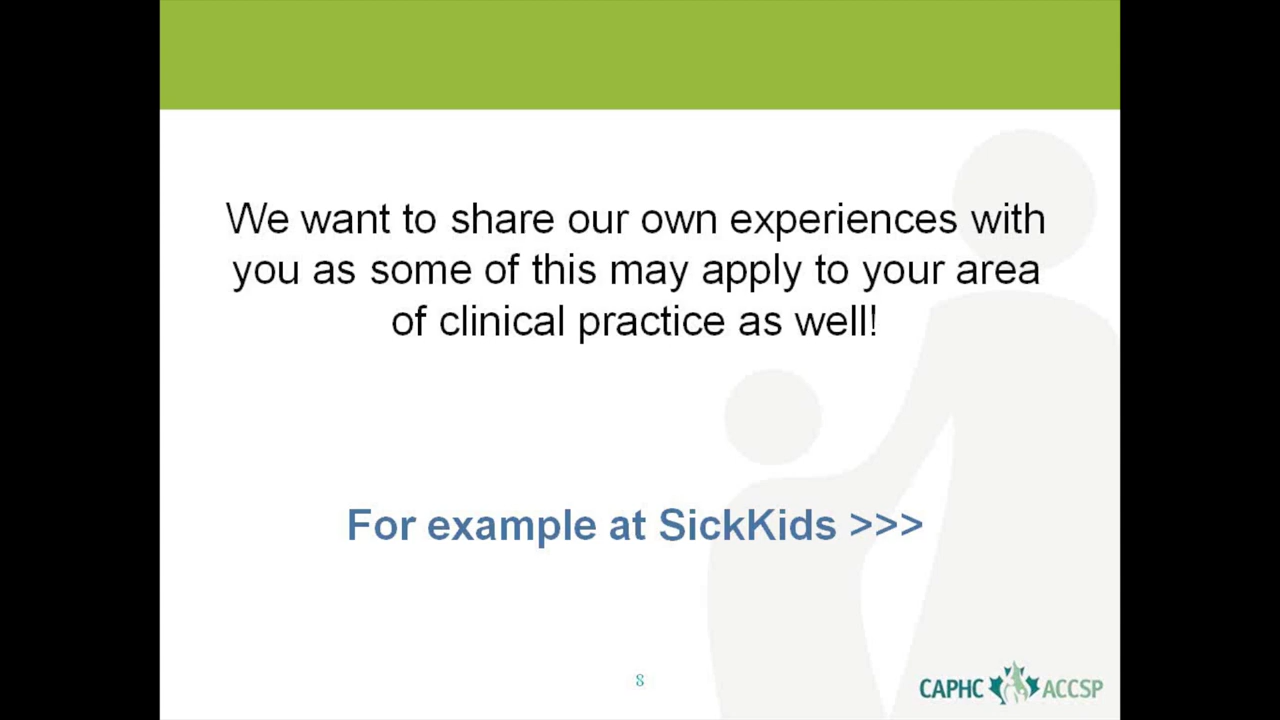 We want to share our own experiences with
you as some of this may apply to your area
of clinical practice as well!
For example at SickKids >>>
8
CAPHC ACCSP